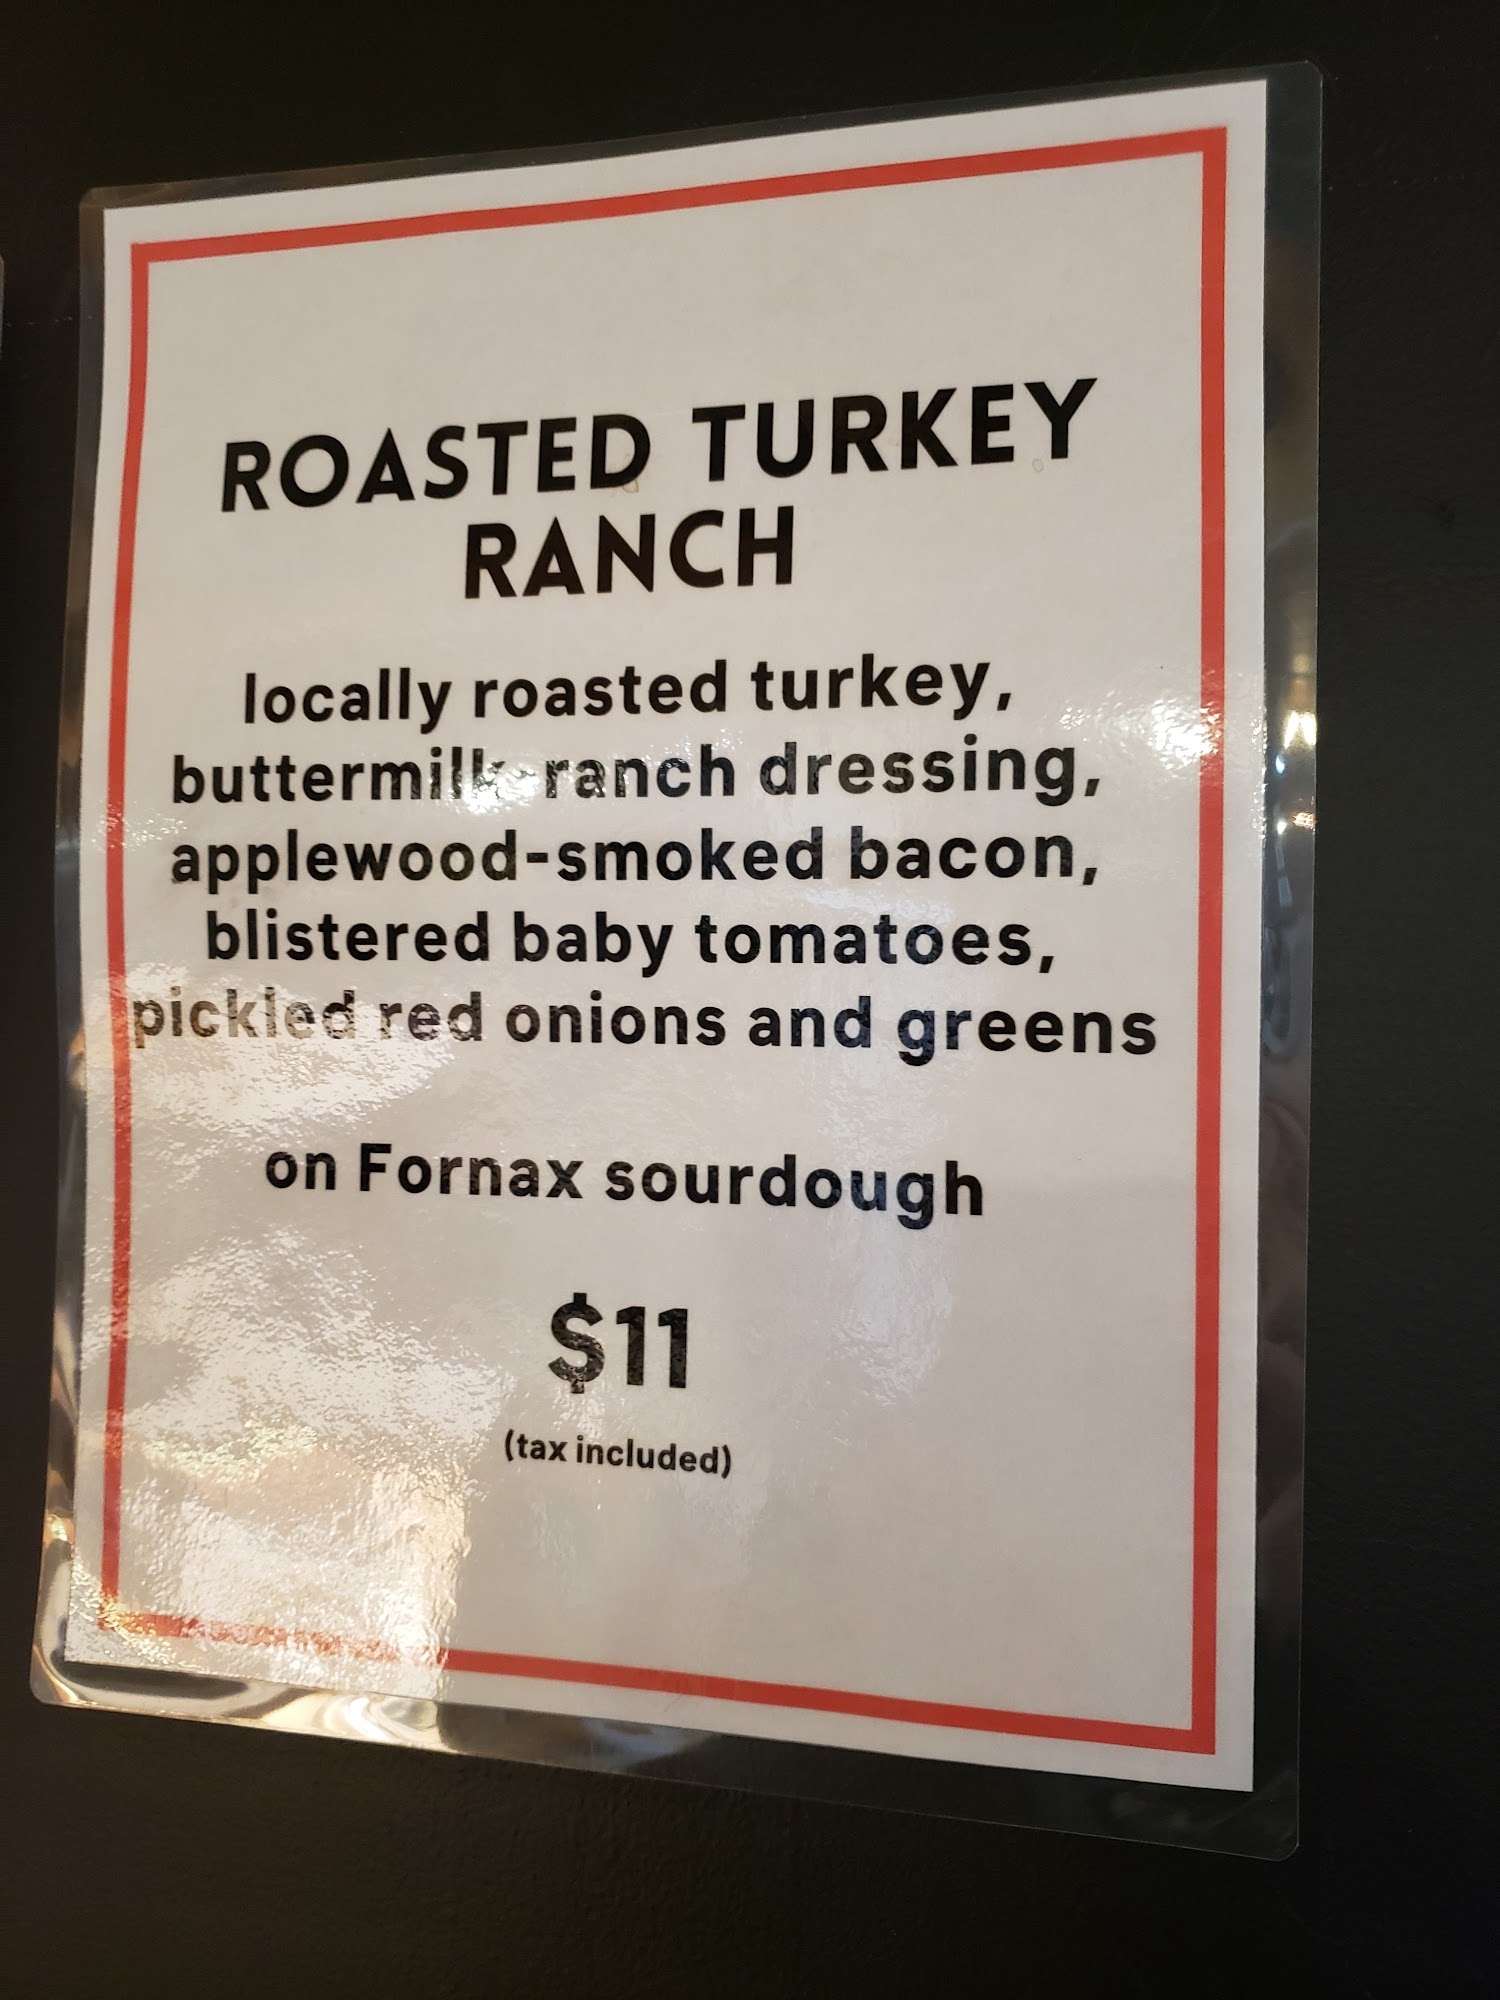 ROASTED TURKEY
RANCH
locally roasted turkey,
buttermilk-ranch dressing,
applewood-smoked bacon,
blistered baby tomatoes,
pickled red onions and greens
on Fornax sourdough
$11
(tax included)